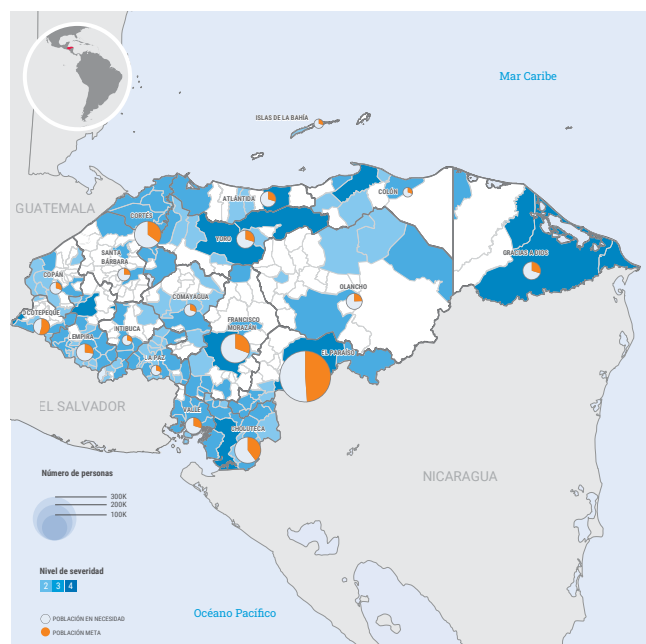 Mar Caribe
ISLAS DE LA BAHÍA
COLÓN
ATLÁNTIDA
GUATEMALA
CORTÉS
YORO
SANTA
BÁRBARA
GRACIAS A DIOS
COPÁN
OLANCHO
COMAYAGUA
OCOTEPEQUE
FRANCISCO
MORAZÁN
INTIBUCA
LEMPIRA
EL PARAÍSO
LA PAZ
EL SALVADOR
VALLE
CHOLUTECA
NICARAGUA
Número de personas
300K
200K
100K
Nivel de severidad
2 3 4
Océano Pacífico
POBLACIÓN EN NECESIDAD
POBLACIÓN META